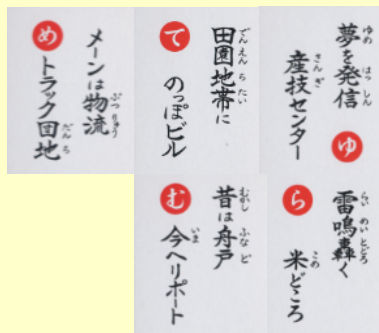 ゆ
夢を発信
産技センター
て
田園地帯に
のっぽビル
め
メーンは物流
トラック団地
ら
雷鳴轟く
米どころ
む
昔は舟戸
今ヘリポート